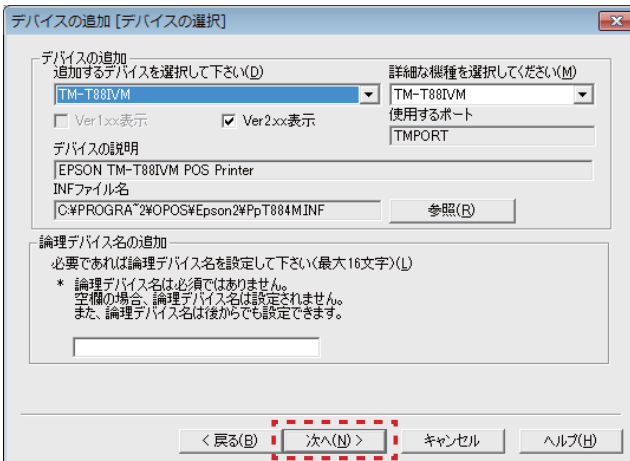 デバイスの追加 [デバイスの選択]
デバイスの追加
追加するデバイスを選択して下さい(D)
詳細な機種を選択してください(M)
TM-T88IVM
TM-T88IVM
Ver1.xx表示
Ver2.xx表示
使用するポート
TMPORT
デバイスの説明
EPSON TM-T88IVM POS Printer
INFファイル名
C:¥PROGRA~2¥OPOS¥Epson2¥PpT884M.INF
参照(R)
論理デバイス名の追加
必要であれば論理デバイス名を設定して下さい(最大16文字)(L)
* 論理デバイス名は必須ではありません。
空欄の場合、論理デバイス名は設定されません。
また、論理デバイス名は後からでも設定できます。
< 戻る(B)
次へ(N) >
キャンセル
ヘルプ(H)